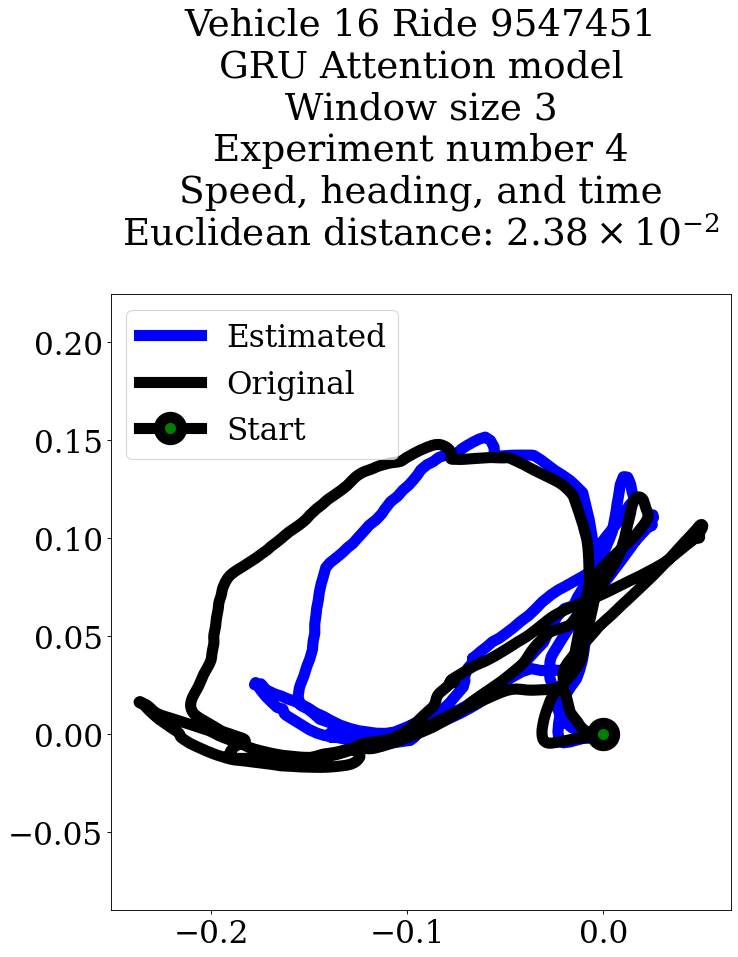 Vehicle 16 Ride 9547451
GRU Attention model
Window size 3
Experiment number 4
Speed, heading, and time
Euclidean distance: 2.38 × 10⁻²
Estimated
Original
Start
0.20
0.15
0.10
0.05
0.00
−0.05
−0.2 −0.1 0.0